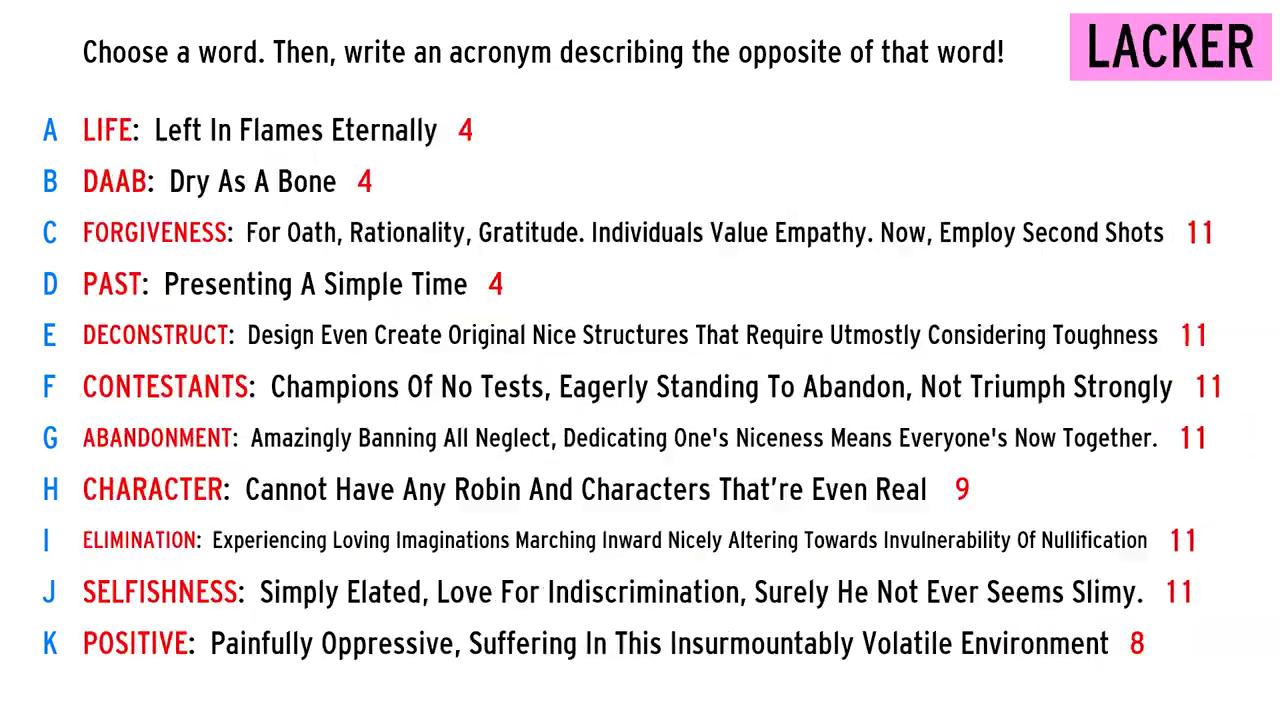 Choose a word. Then, write an acronym describing the opposite of that word!
LACKER
A LIFE: Left In Flames Eternally 4
B DAAB: Dry As A Bone 4
C FORGIVENESS: For Oath, Rationality, Gratitude. Individuals Value Empathy. Now, Employ Second Shots 11
D PAST: Presenting A Simple Time 4
E DECONSTRUCT: Design Even Create Original Nice Structures That Require Utmostly Considering Toughness 11
F CONTESTANTS: Champions Of No Tests, Eagerly Standing To Abandon, Not Triumph Strongly 11
G ABANDONMENT: Amazingly Banning All Neglect, Dedicating One's Niceness Means Everyone's Now Together. 11
H CHARACTER: Cannot Have Any Robin And Characters That’re Even Real 9
I ELIMINATION: Experiencing Loving Imaginations Marching Inward Nicely Altering Towards Invulnerability Of Nullification 11
J SELFISHNESS: Simply Elated, Love For Indiscrimination, Surely He Not Ever Seems Slimy. 11
K POSITIVE: Painfully Oppressive, Suffering In This Insurmountably Volatile Environment 8